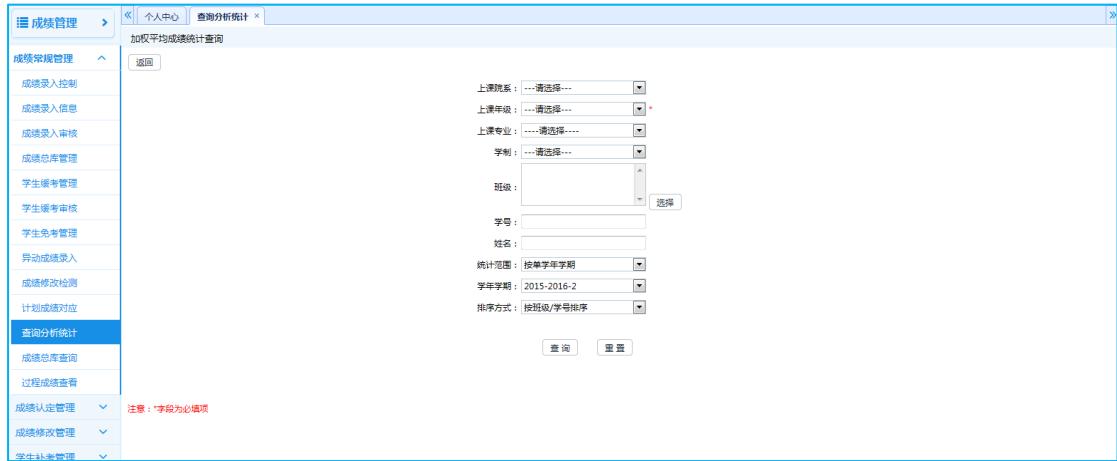 成绩管理
个人中心
查询分析统计 ×
加权平均成绩统计查询
成绩常规管理
返回
成绩录入控制
成绩录入信息
成绩录入审核
成绩总库管理
学生缓考管理
学生缓考审核
学生免考管理
异动成绩录入
成绩修改检测
计划成绩对应
查询分析统计
成绩总库查询
过程成绩查看
成绩认定管理
成绩修改管理
学生补考管理
上课院系：---请选择---
上课年级：---请选择--- *
上课专业：----请选择----
学制：---请选择---
班级：
选择
学号：
姓名：
统计范围：按单学年学期
学年学期：2015-2016-2
排序方式：按班级/学号排序
查 询
重 置
注意：*字段为必填项